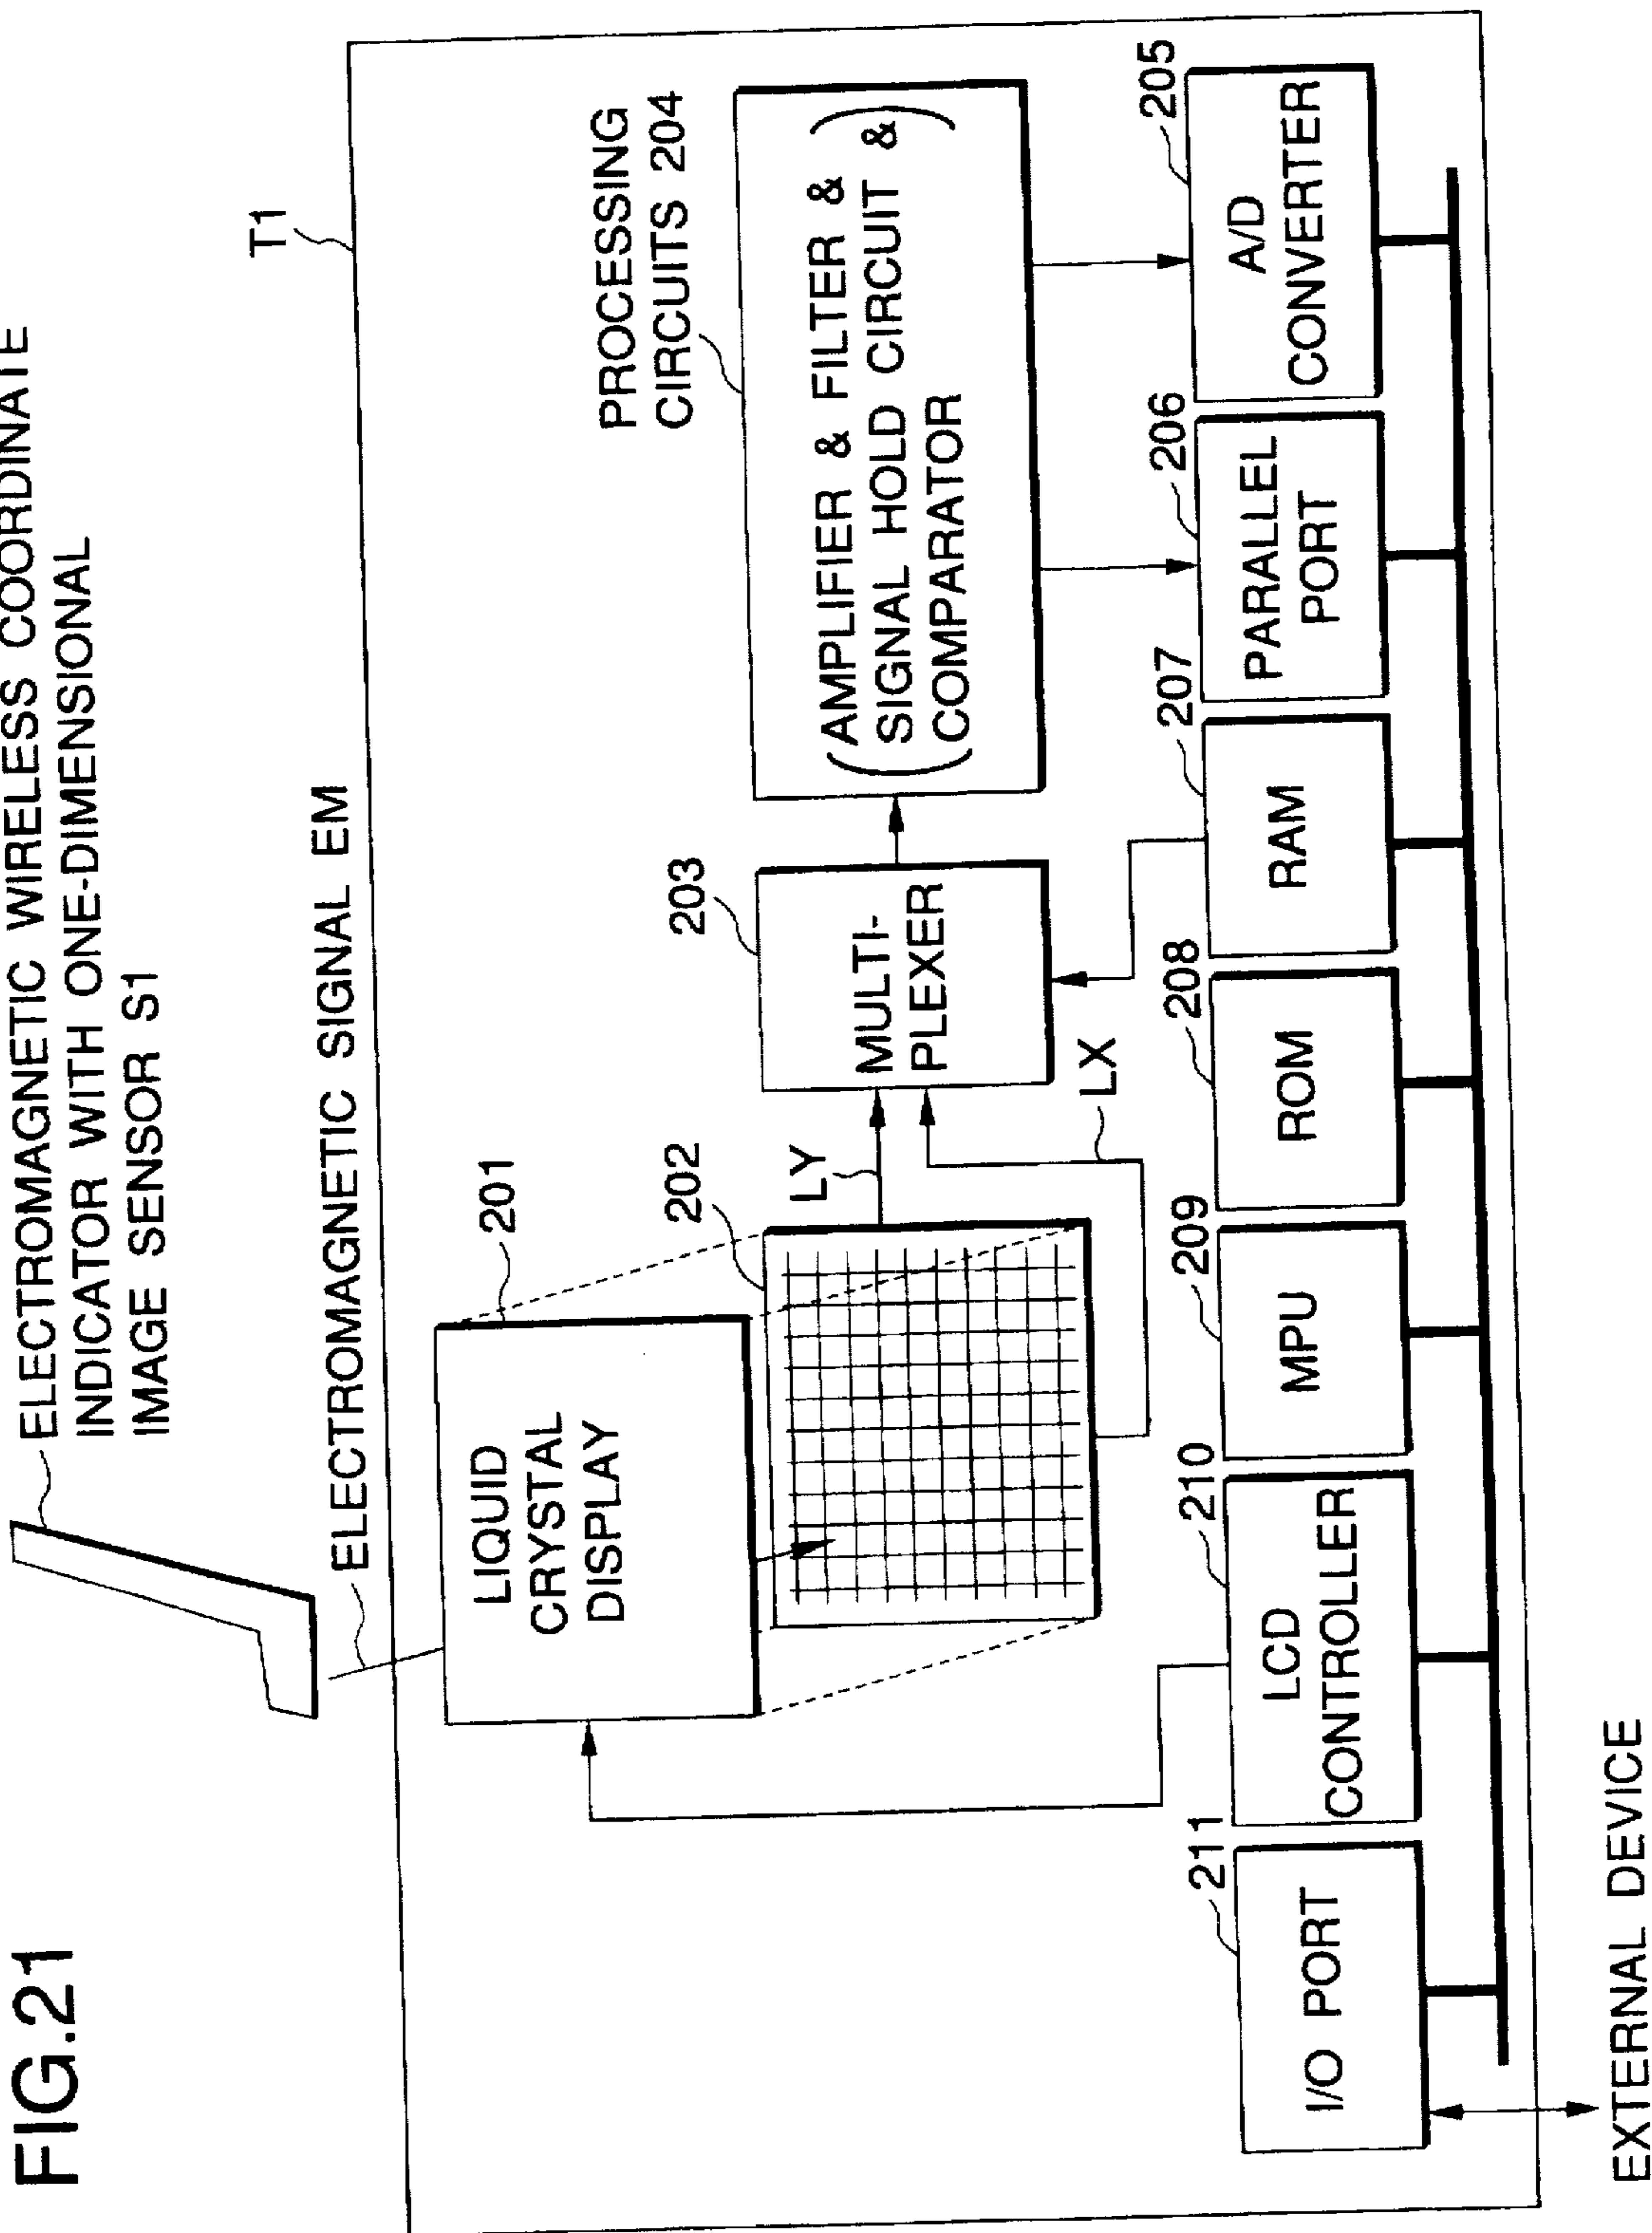 FIG.21
ELECTROMAGNETIC WIRELESS COORDINATE
INDICATOR WITH ONE-DIMENSIONAL
IMAGE SENSOR S1
ELECTROMAGNETIC SIGNAL EM
T1
LIQUID
CRYSTAL
DISPLAY
201
202
LY
LX
203
MULTI-
PLEXER
PROCESSING
CIRCUITS 204
(AMPLIFIER & FILTER &
SIGNAL HOLD CIRCUIT &
COMPARATOR)
211
I/O PORT
210
LCD
CONTROLLER
209
MPU
208
ROM
207
RAM
206
PARALLEL
PORT
205
A/D
CONVERTER
EXTERNAL DEVICE